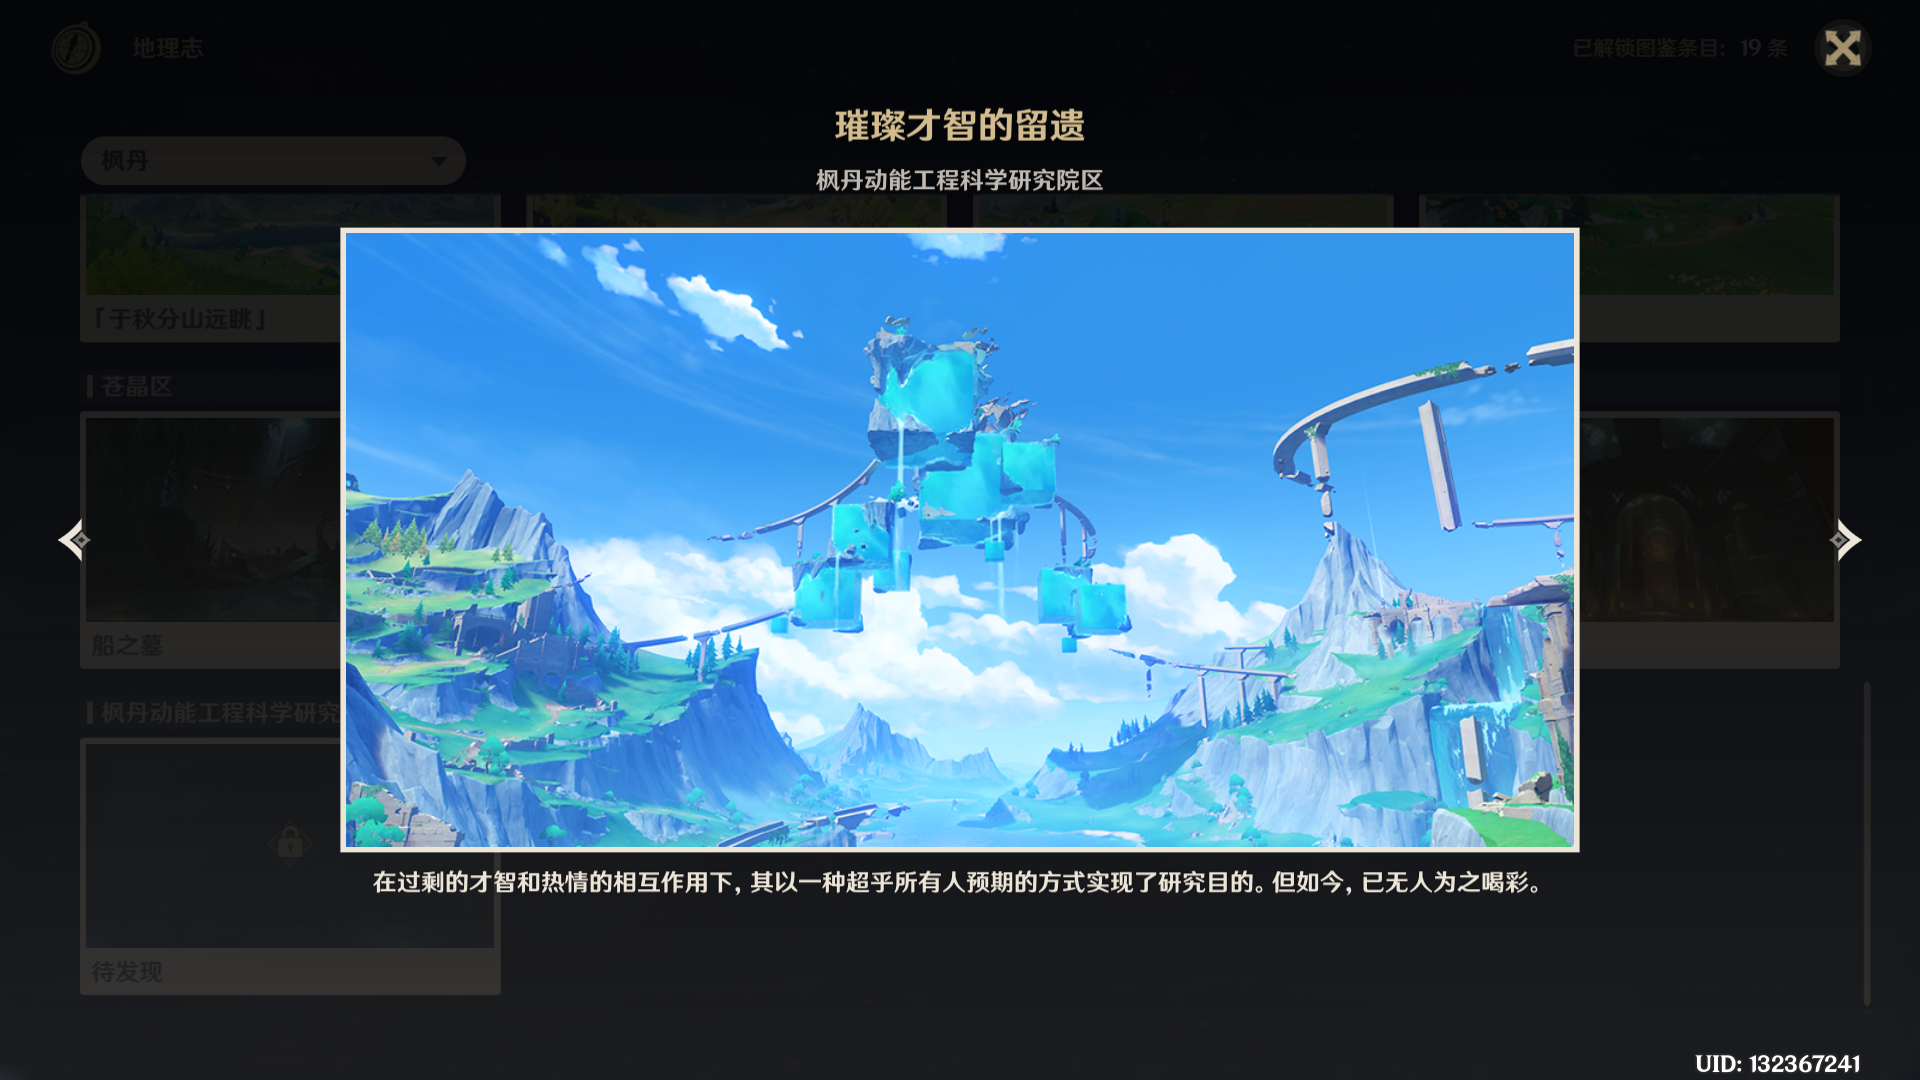 地理志
已解锁图鉴条目: 19 条
璀璨才智的留遗
枫丹
枫丹动能工程科学研究院区
「于秋分山远眺」
苍晶区
船之墓
枫丹动能工程科学研究
待发现
在过剩的才智和热情的相互作用下, 其以一种超乎所有人预期的方式实现了研究目的。但如今, 已无人为之喝彩。
UID: 132367241